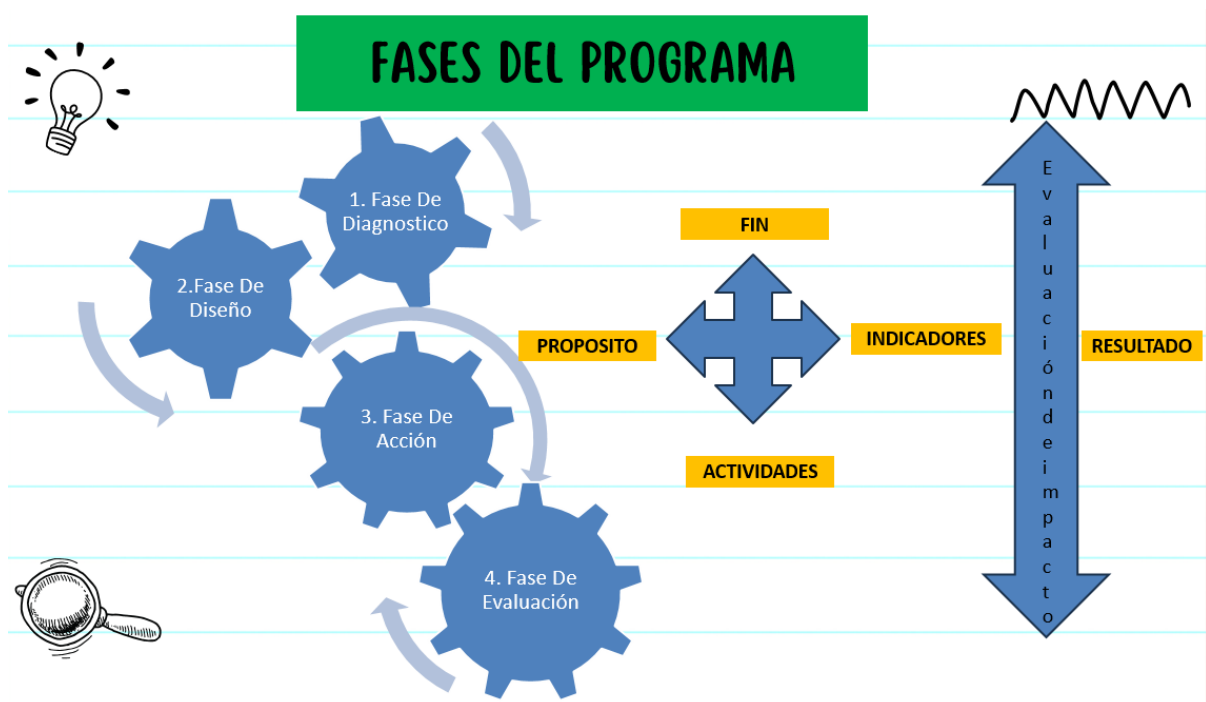 FASES DEL PROGRAMA
1. Fase De
Diagnostico
2.Fase De
Diseño
3. Fase De
Acción
4. Fase De
Evaluación
FIN
PROPOSITO
INDICADORES
ACTIVIDADES
Evaluacióndeimpacto
RESULTADO